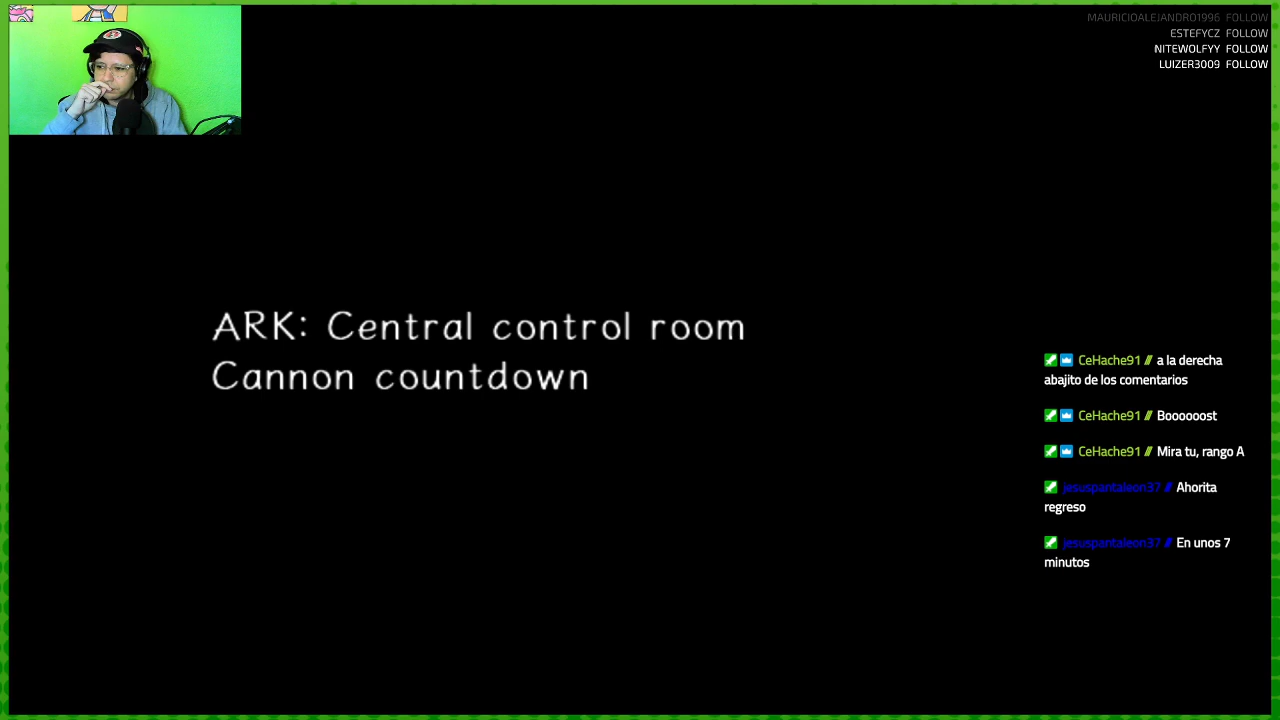 MAURICIOALEJANDRO1996 FOLLOW
ESTEFYCZ FOLLOW
NITEWOLFYY FOLLOW
LUIZER3009 FOLLOW
ARK: Central control room
Cannon countdown
CeHache91 // a la derecha
abajito de los comentarios
CeHache91 // Boooooost
CeHache91 // Mira tu, rango A
jesuspantaleon37 // Ahorita
regreso
jesuspantaleon37 // En unos 7
minutos